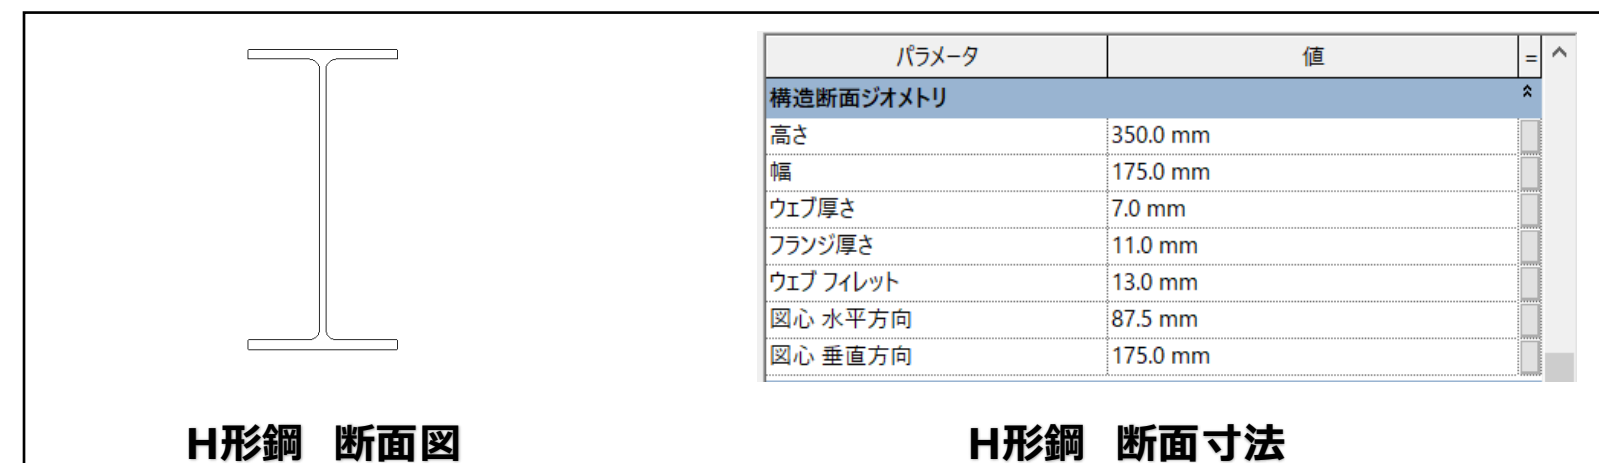 パラメータ 値 =
構造断面ジオメトリ
高さ 350.0 mm
幅 175.0 mm
ウェブ厚さ 7.0 mm
フランジ厚さ 11.0 mm
ウェブ フィレット 13.0 mm
図心 水平方向 87.5 mm
図心 垂直方向 175.0 mm
H形鋼 断面図
H形鋼 断面寸法